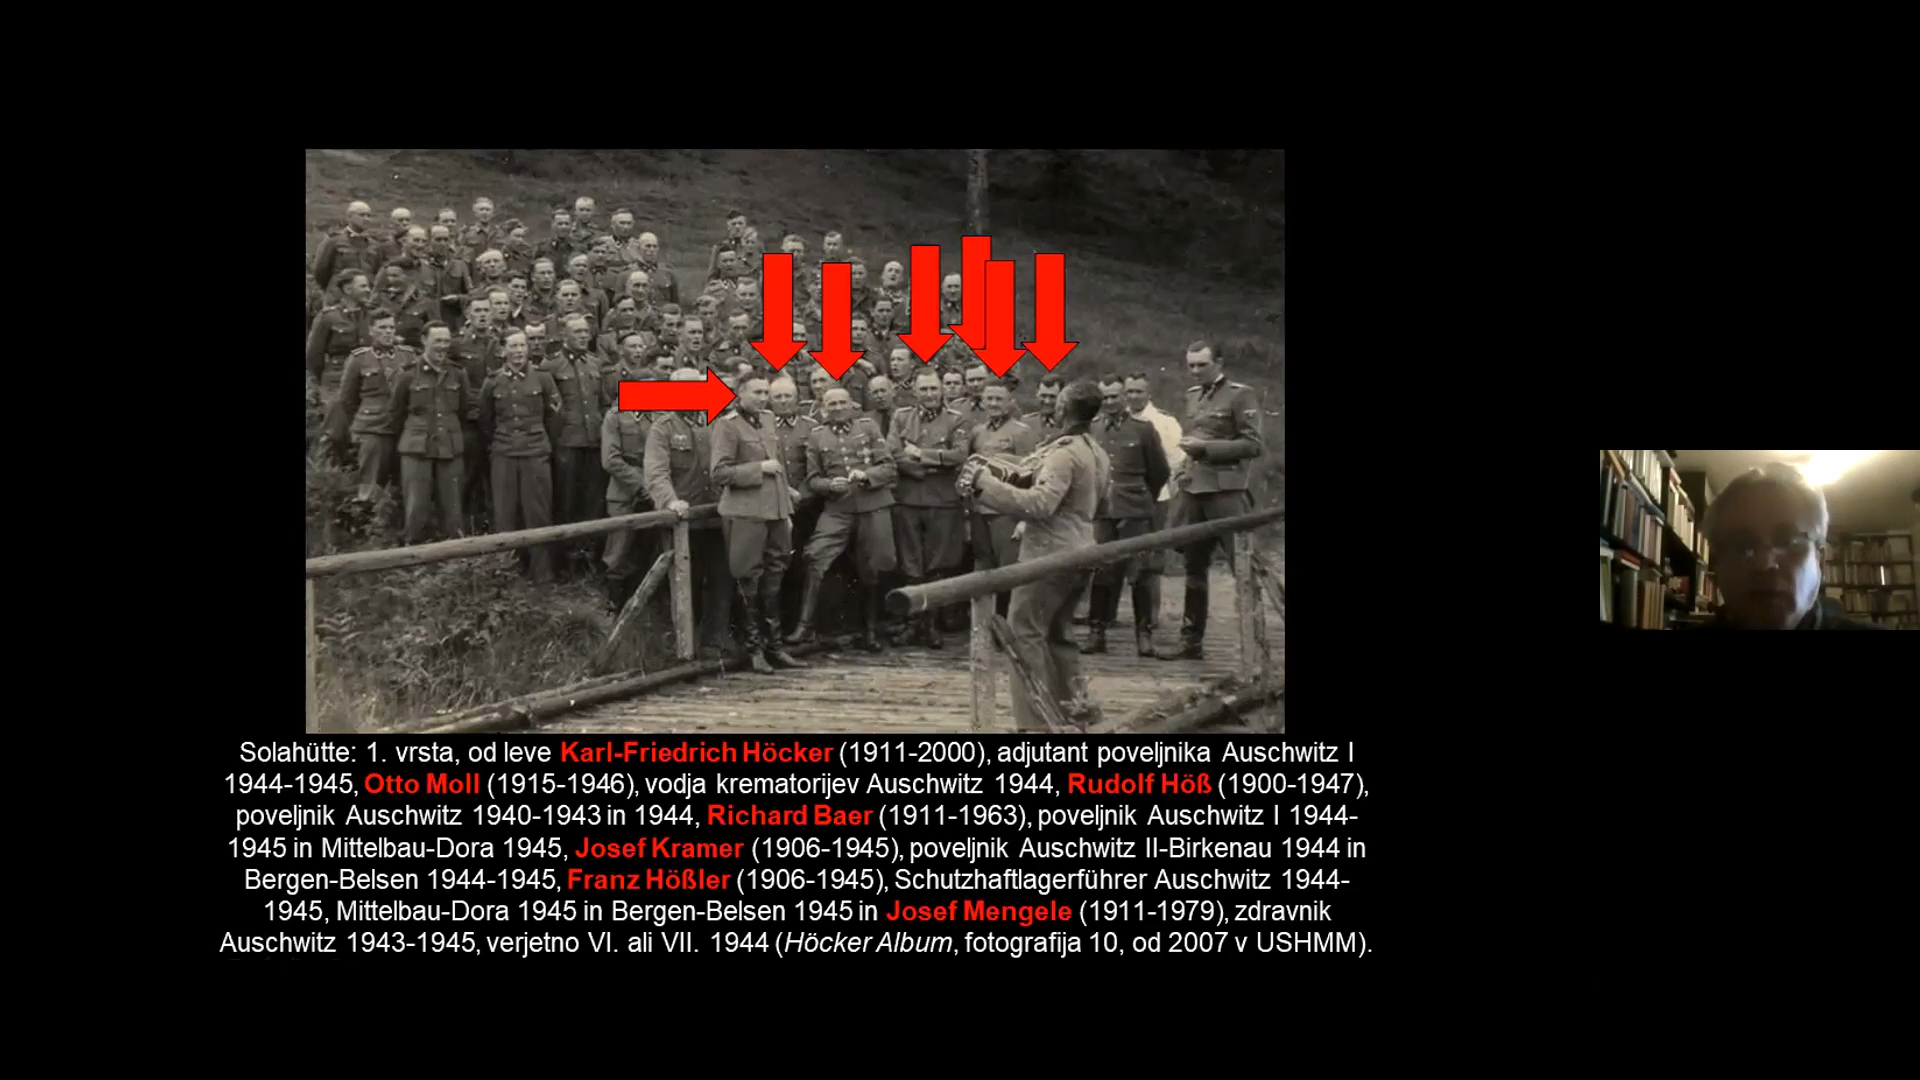 Solahütte: 1. vrsta, od leve Karl-Friedrich Höcker (1911-2000), adjutant poveljnika Auschwitz I
1944-1945, Otto Moll (1915-1946), vodja krematorijev Auschwitz 1944, Rudolf Höß (1900-1947),
poveljnik Auschwitz 1940-1943 in 1944, Richard Baer (1911-1963), poveljnik Auschwitz I 1944-
1945 in Mittelbau-Dora 1945, Josef Kramer (1906-1945), poveljnik Auschwitz II-Birkenau 1944 in
Bergen-Belsen 1944-1945, Franz Hößler (1906-1945), Schutzhaftlagerführer Auschwitz 1944-
1945, Mittelbau-Dora 1945 in Bergen-Belsen 1945 in Josef Mengele (1911-1979), zdravnik
Auschwitz 1943-1945, verjetno VI. ali VII. 1944 (Höcker Album, fotografija 10, od 2007 v USHMM).